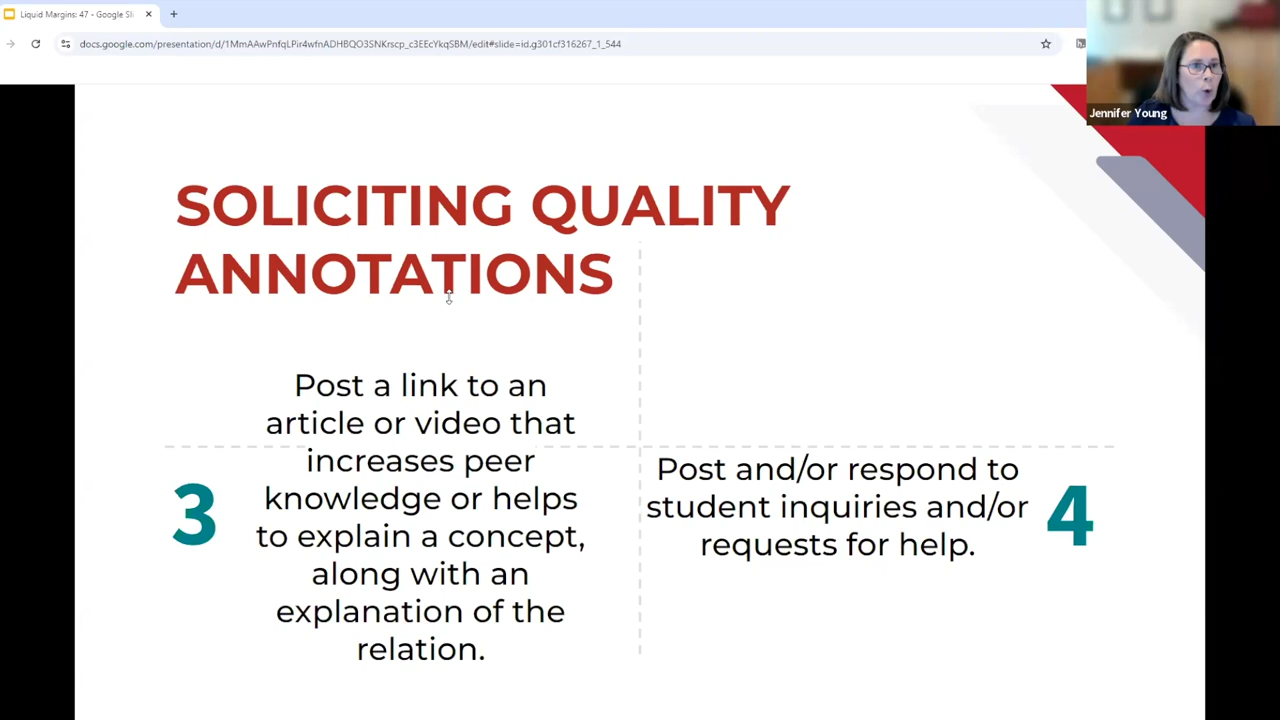 Liquid Margins: 47 - Google Sli
docs.google.com/presentation/d/1MmAAwPnfqLPir4wfnADHBQO3SNKrscp_c3EEcYkqSBM/edit#slide=id.g301cf316267_1_544
Jennifer Young
SOLICITING QUALITY
ANNOTATIONS
3
Post a link to an
article or video that
increases peer
knowledge or helps
to explain a concept,
along with an
explanation of the
relation.
Post and/or respond to
student inquiries and/or
requests for help.
4